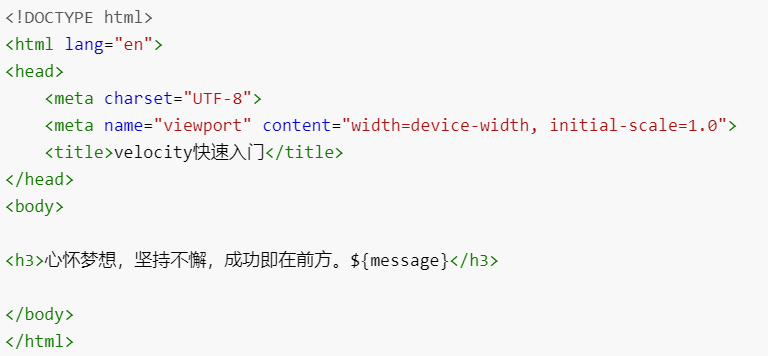 <!DOCTYPE html>
<html lang="en">
<head>
    <meta charset="UTF-8">
    <meta name="viewport" content="width=device-width, initial-scale=1.0">
    <title>velocity快速入门</title>
</head>
<body>
<h3>心怀梦想，坚持不懈，成功即在前方。${message}</h3>
</body>
</html>